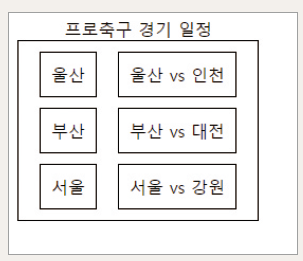 프로축구 경기 일정
울산 울산 vs 인천
부산 부산 vs 대전
서울 서울 vs 강원